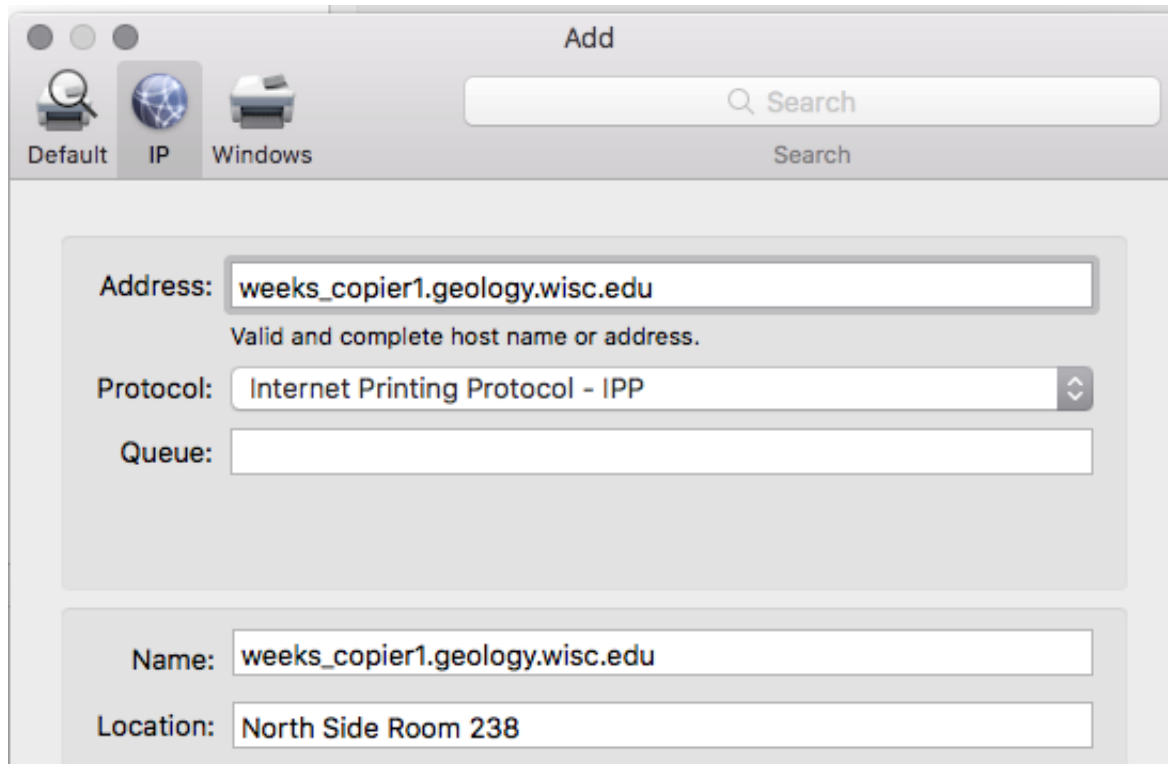 Add
Search
Default IP Windows Search
Address: weeks_copier1.geology.wisc.edu
Valid and complete host name or address.
Protocol: Internet Printing Protocol - IPP
Queue:
Name: weeks_copier1.geology.wisc.edu
Location: North Side Room 238